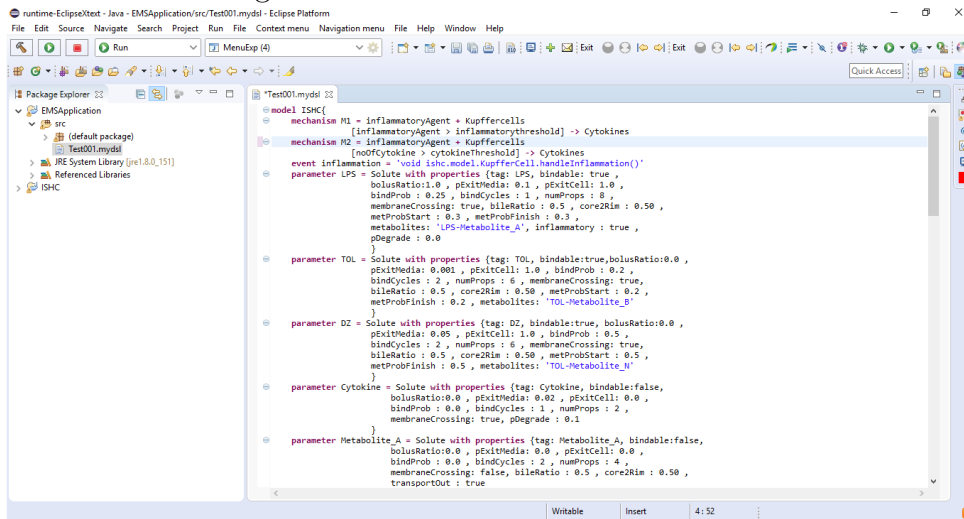 runtime-EclipseXtext - Java - EMSApplication/src/Test001.mydsl - Eclipse Platform
File Edit Source Navigate Search Project Run File Context menu Navigation menu File Help Window Help
Run
MenuExp (4)
Exit
Exit
Quick Access
Package Explorer
*Test001.mydsl
EMSApplication
src
(default package)
Test001.mydsl
JRE System Library [jre1.8.0_151]
Referenced Libraries
ISHC
model ISHC{
mechanism M1 = inflammatoryAgent + Kupffercells
[inflammatoryAgent > inflammatorythreshold] -> Cytokines
mechanism M2 = inflammatoryAgent + Kupffercells
[noOfCytokine > cytokineThreshold] -> Cytokines
event inflammation = 'void ishc.model.KupfferCell.handleInflammation()'
parameter LPS = Solute with properties {tag: LPS, bindable: true ,
bolusRatio:1.0 , pExitMedia: 0.1 , pExitCell: 1.0 ,
bindProb : 0.25 , bindCycles : 1 , numProps : 8 ,
membraneCrossing: true, bileRatio : 0.5 , core2Rim : 0.50 ,
metProbStart : 0.3 , metProbFinish : 0.3 ,
metabolites: 'LPS-Metabolite_A', inflammatory : true ,
pDegrade : 0.0
}
parameter TOL = Solute with properties {tag: TOL, bindable:true,bolusRatio:0.0 ,
pExitMedia: 0.001 , pExitCell: 1.0 , bindProb : 0.2 ,
bindCycles : 2 , numProps : 6 , membraneCrossing: true,
bileRatio : 0.5 , core2Rim : 0.50 , metProbStart : 0.2 ,
metProbFinish : 0.2 , metabolites: 'TOL-Metabolite_B'
}
parameter DZ = Solute with properties {tag: DZ, bindable:true, bolusRatio:0.0 ,
pExitMedia: 0.05 , pExitCell: 1.0 , bindProb : 0.5 ,
bindCycles : 2 , numProps : 6 , membraneCrossing: true,
bileRatio : 0.5 , core2Rim : 0.50 , metProbStart : 0.5 ,
metProbFinish : 0.5 , metabolites: 'TOL-Metabolite_N'
}
parameter Cytokine = Solute with properties {tag: Cytokine, bindable:false,
bolusRatio:0.0 , pExitMedia: 0.02 , pExitCell: 0.0 ,
bindProb : 0.0 , bindCycles : 1 , numProps : 2 ,
membraneCrossing: true, pDegrade : 0.1
}
parameter Metabolite_A = Solute with properties {tag: Metabolite_A, bindable:false,
bolusRatio:0.0 , pExitMedia: 0.0 , pExitCell: 0.0 ,
bindProb : 0.0 , bindCycles : 2 , numProps : 4 ,
membraneCrossing: false, bileRatio : 0.5 , core2Rim : 0.50 ,
transportOut : true
Writable
Insert
4 : 52